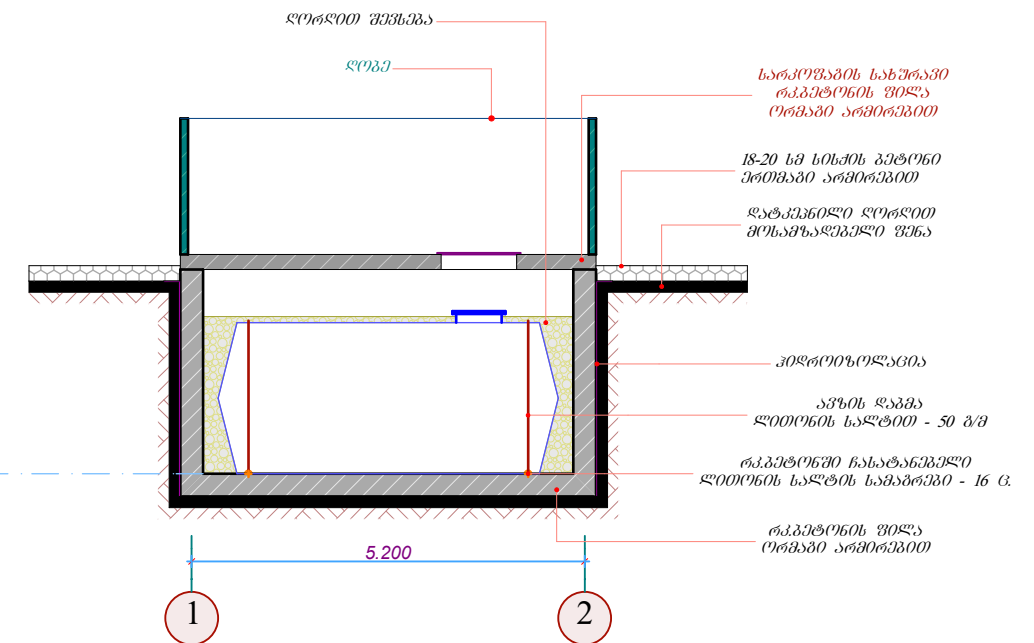 ღორღით შევსება
ღობე
სარკოფაგის სახურავი
რკ.ბეტონის ფილა
ორმაგი არმირებით
18-20 სმ სისქის ბეტონი
ერთმაგი არმირებით
დატკეპნილი ღორღით
მოსამზადებელი ფენა
ჰიდროიზოლაცია
ავზის დაბმა
ლითონის სალტით - 50 გ/მ
რკ.ბეტონში ჩასატანებელი
ლითონის სალტის სამაგრები - 16 ც.
რკ.ბეტონის ფილა
ორმაგი არმირებით
5.200
1
2